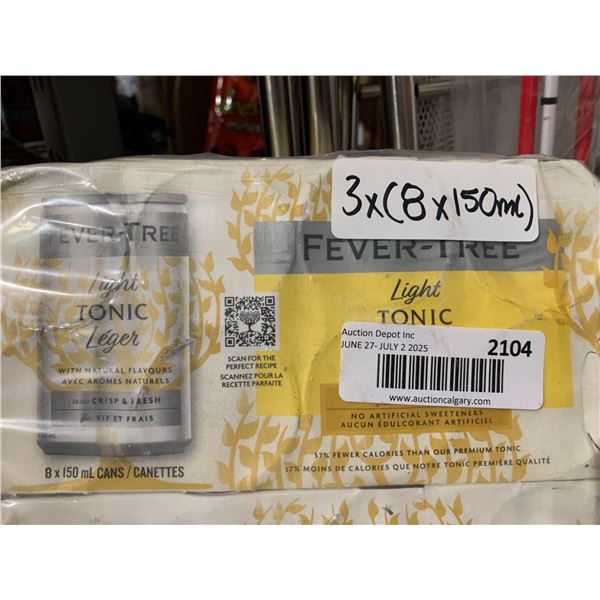 3x(8x150ml)
FEVER-TREE
Light
TONIC
Léger
WITH NATURAL FLAVOURS
AVEC ARÔMES NATURELS
taste CRISP & FRESH
VIF ET FRAIS
150 mL
8 x 150 mL CANS / CANETTES
SCAN FOR THE
PERFECT RECIPE
SCANNEZ POUR LA
RECETTE PARFAITE
FEVER-TREE
Light
TONIC
Auction Depot Inc
JUNE 27- JULY 2 2025
2104
www.auctioncalgary.com
NO ARTIFICIAL SWEETENERS
AUCUN ÉDULCORANT ARTIFICIEL
57% FEWER CALORIES THAN OUR PREMIUM TONIC
57% MOINS DE CALORIES QUE NOTRE TONIC PREMIÈRE QUALITÉ